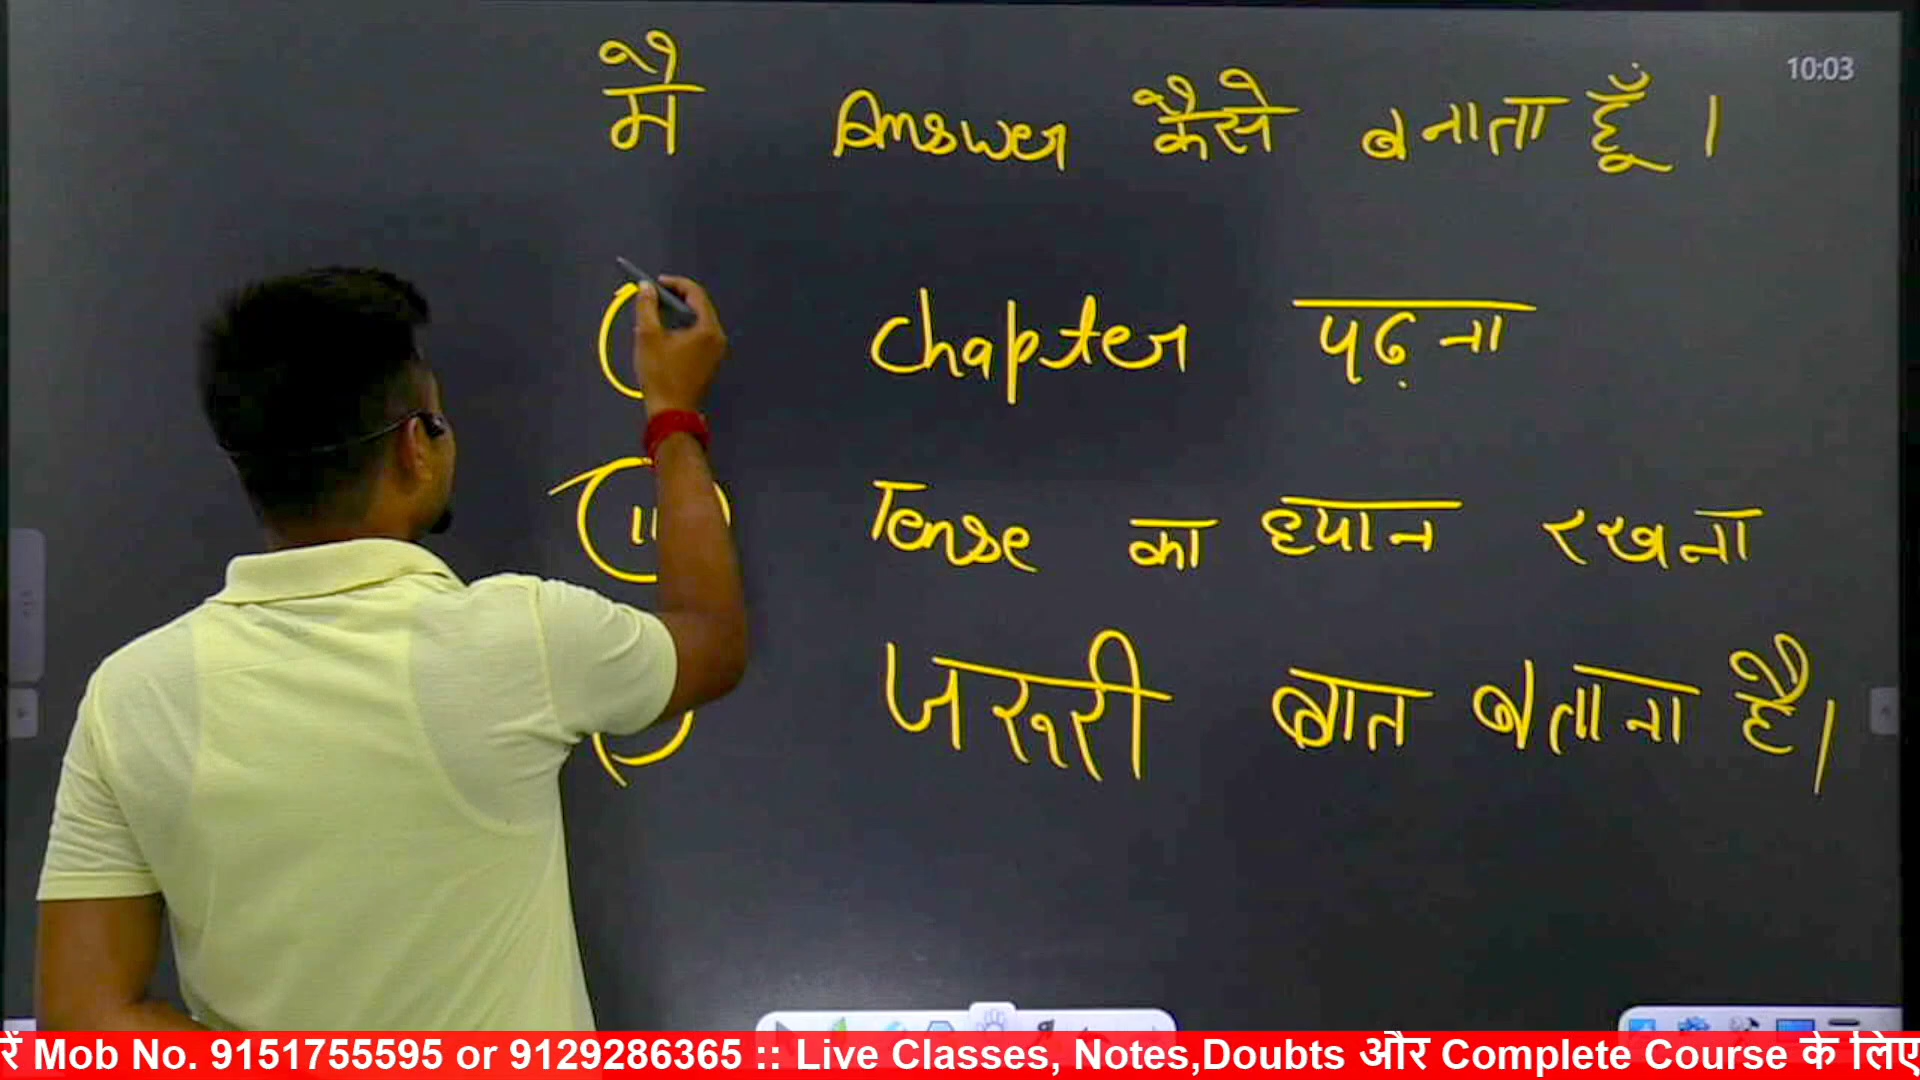 10:03
मै Answer कैसे बनाता हूँ।
Chapter पढ़ना
11 Tense का ध्यान रखना
जरूरी बात बताना है।
रें Mob No. 9151755595 or 9129286365 :: Live Classes, Notes,Doubts और Complete Course के लिए